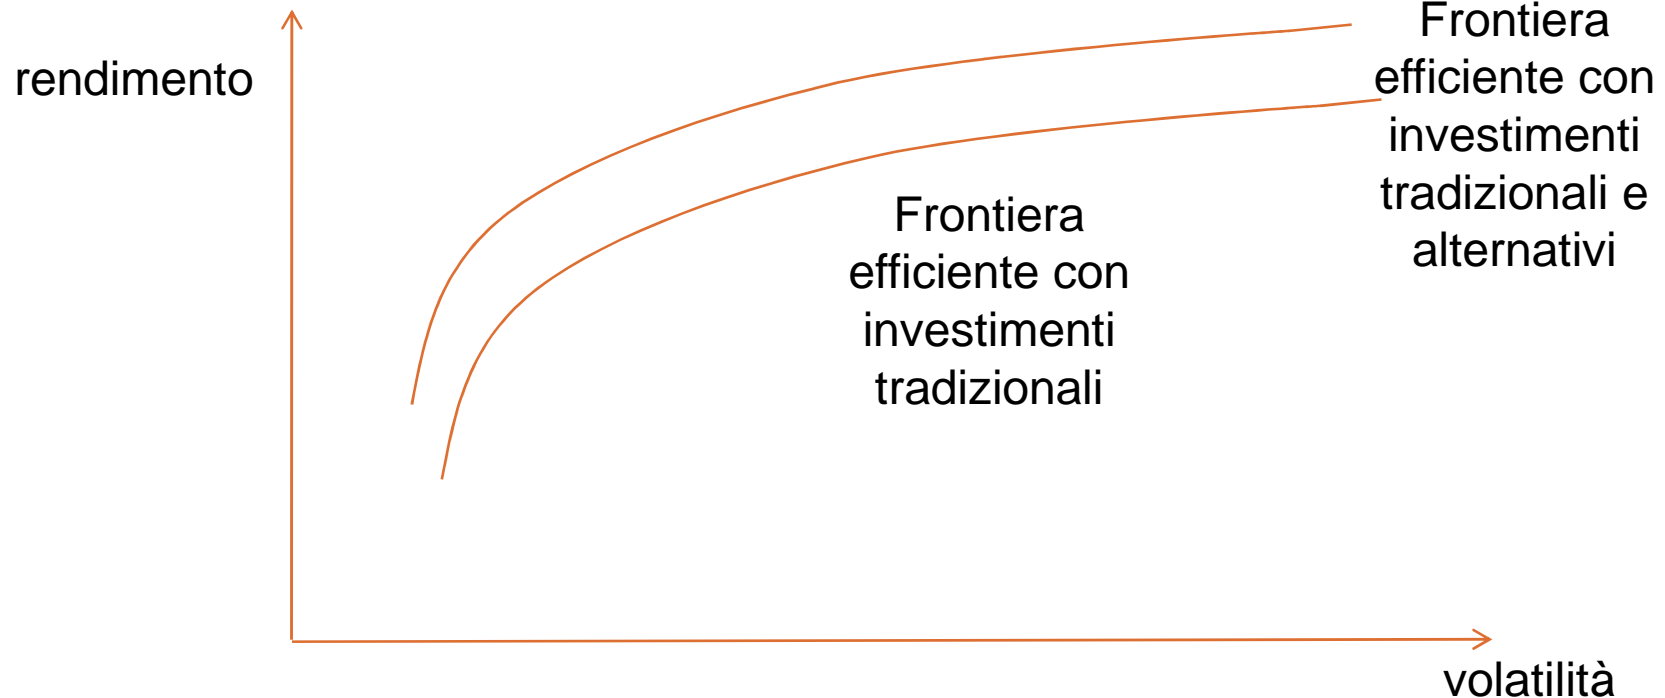 rendimento
Frontiera
efficiente con
investimenti
tradizionali e
alternativi
Frontiera
efficiente con
investimenti
tradizionali
volatilità